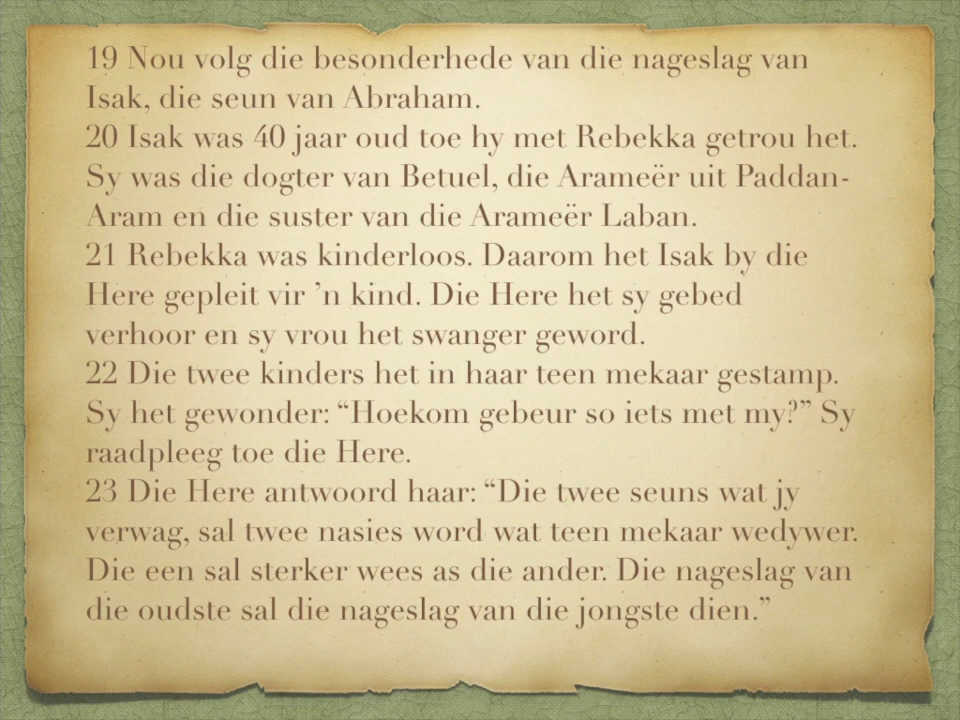 19 Nou volg die besonderhede van die nageslag van
Isak, die seun van Abraham.
20 Isak was 40 jaar oud toe hy met Rebekka getrou het.
Sy was die dogter van Betuel, die Arameër uit Paddan-
Aram en die suster van die Arameër Laban.
21 Rebekka was kinderloos. Daarom het Isak by die
Here gepleit vir ’n kind. Die Here het sy gebed
verhoor en sy vrou het swanger geword.
22 Die twee kinders het in haar teen mekaar gestamp.
Sy het gewonder: “Hoekom gebeur so iets met my?” Sy
raadpleeg toe die Here.
23 Die Here antwoord haar: “Die twee seuns wat jy
verwag, sal twee nasies word wat teen mekaar wedywer.
Die een sal sterker wees as die ander. Die nageslag van
die oudste sal die nageslag van die jongste dien.”